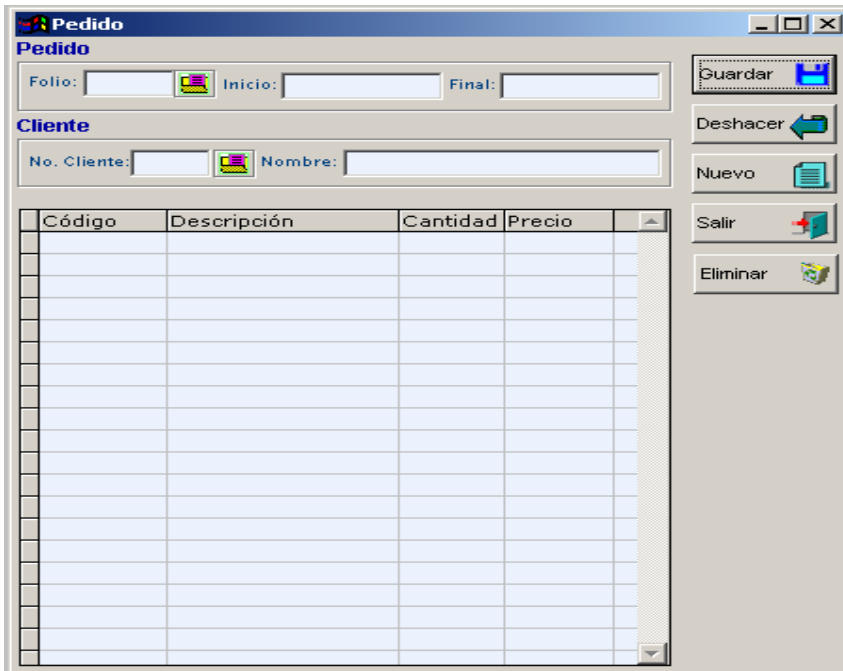 Pedido
Pedido
Folio: Inicio: Final:
Cliente
No. Cliente: Nombre:
Código Descripción Cantidad Precio
Guardar
Deshacer
Nuevo
Salir
Eliminar